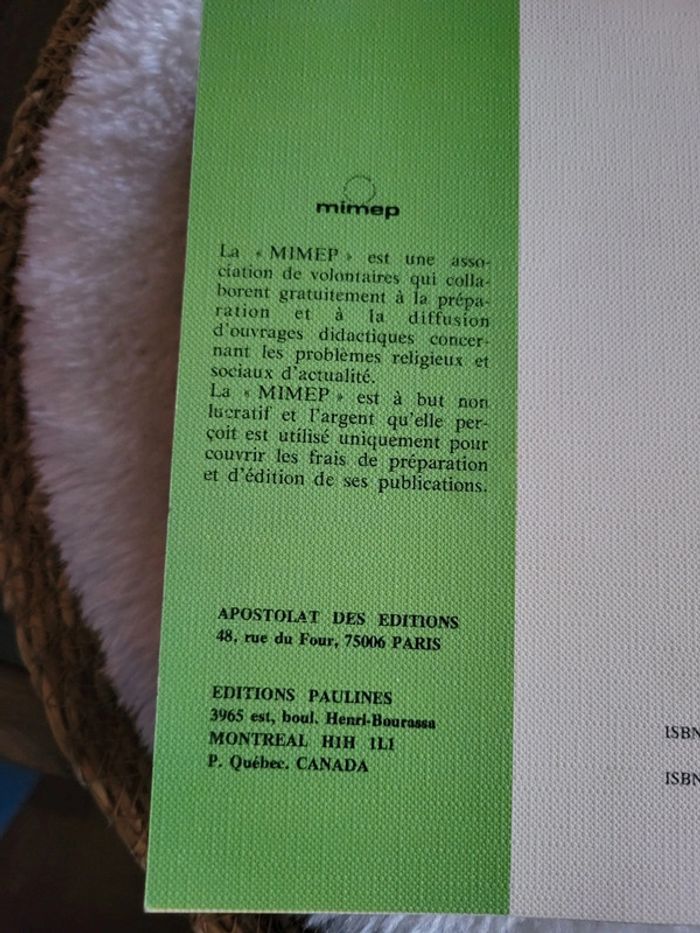 mimep
La « MIMEP » est une asso-
ciation de volontaires qui colla-
borent gratuitement à la prépa-
ration et à la diffusion
d'ouvrages didactiques concer-
nant les problèmes religieux et
sociaux d'actualité.
La « MIMEP » est à but non
lucratif et l'argent qu'elle per-
çoit est utilisé uniquement pour
couvrir les frais de préparation
et d'édition de ses publications.
APOSTOLAT DES EDITIONS
48, rue du Four, 75006 PARIS
EDITIONS PAULINES
3965 est, boul. Henri-Bourassa
MONTREAL H1H 1L1
P. Québec. CANADA
ISBN
ISBN